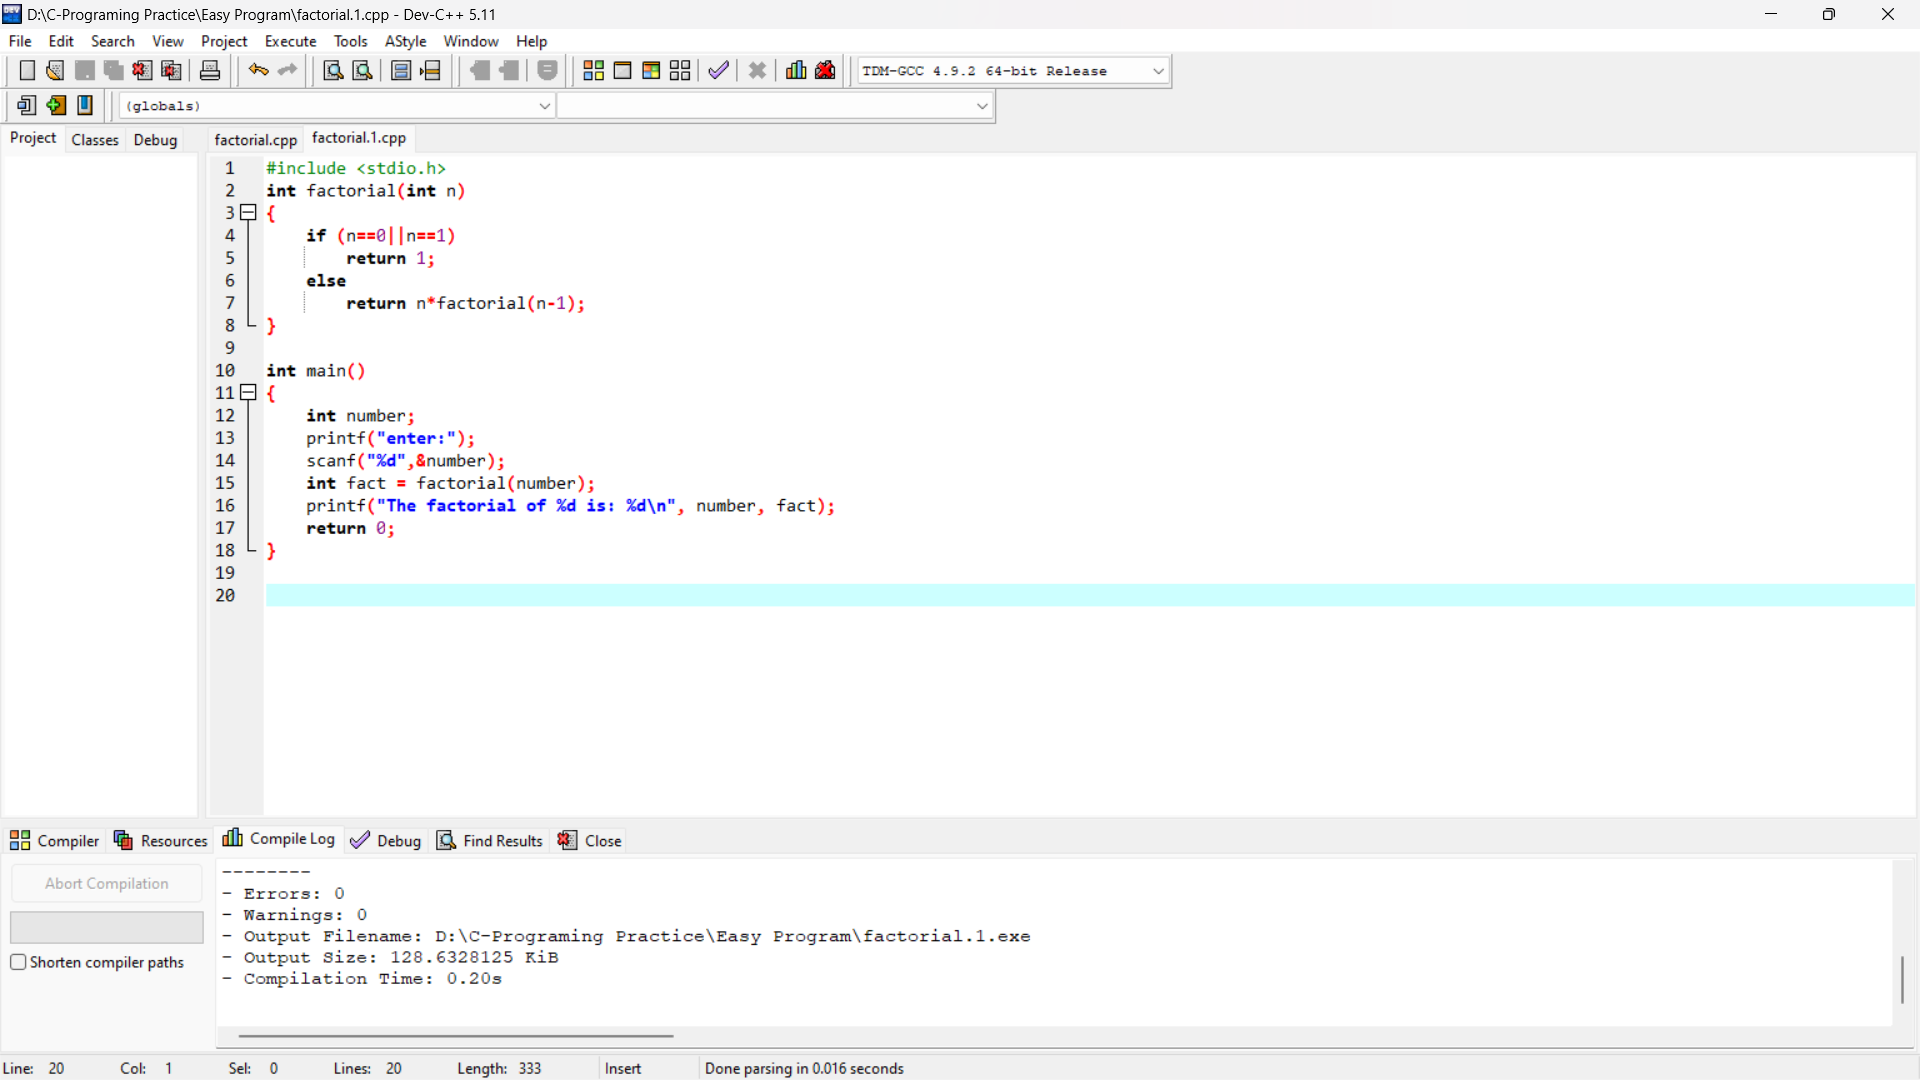 D:\C-Programing Practice\Easy Program\factorial.1.cpp - Dev-C++ 5.11
File Edit Search View Project Execute Tools AStyle Window Help
TDM-GCC 4.9.2 64-bit Release
(globals)
Project Classes Debug factorial.cpp factorial.1.cpp
1 #include <stdio.h>
2 int factorial(int n)
3 {
4 if (n==0||n==1)
5 return 1;
6 else
7 return n*factorial(n-1);
8 }
9
10 int main()
11 {
12 int number;
13 printf("enter:");
14 scanf("%d",&number);
15 int fact = factorial(number);
16 printf("The factorial of %d is: %d\n", number, fact);
17 return 0;
18 }
19
20
Compiler Resources Compile Log Debug Find Results Close
Abort Compilation
Shorten compiler paths
--------
- Errors: 0
- Warnings: 0
- Output Filename: D:\C-Programing Practice\Easy Program\factorial.1.exe
- Output Size: 128.6328125 KiB
- Compilation Time: 0.20s
Line: 20 Col: 1 Sel: 0 Lines: 20 Length: 333 Insert Done parsing in 0.016 seconds